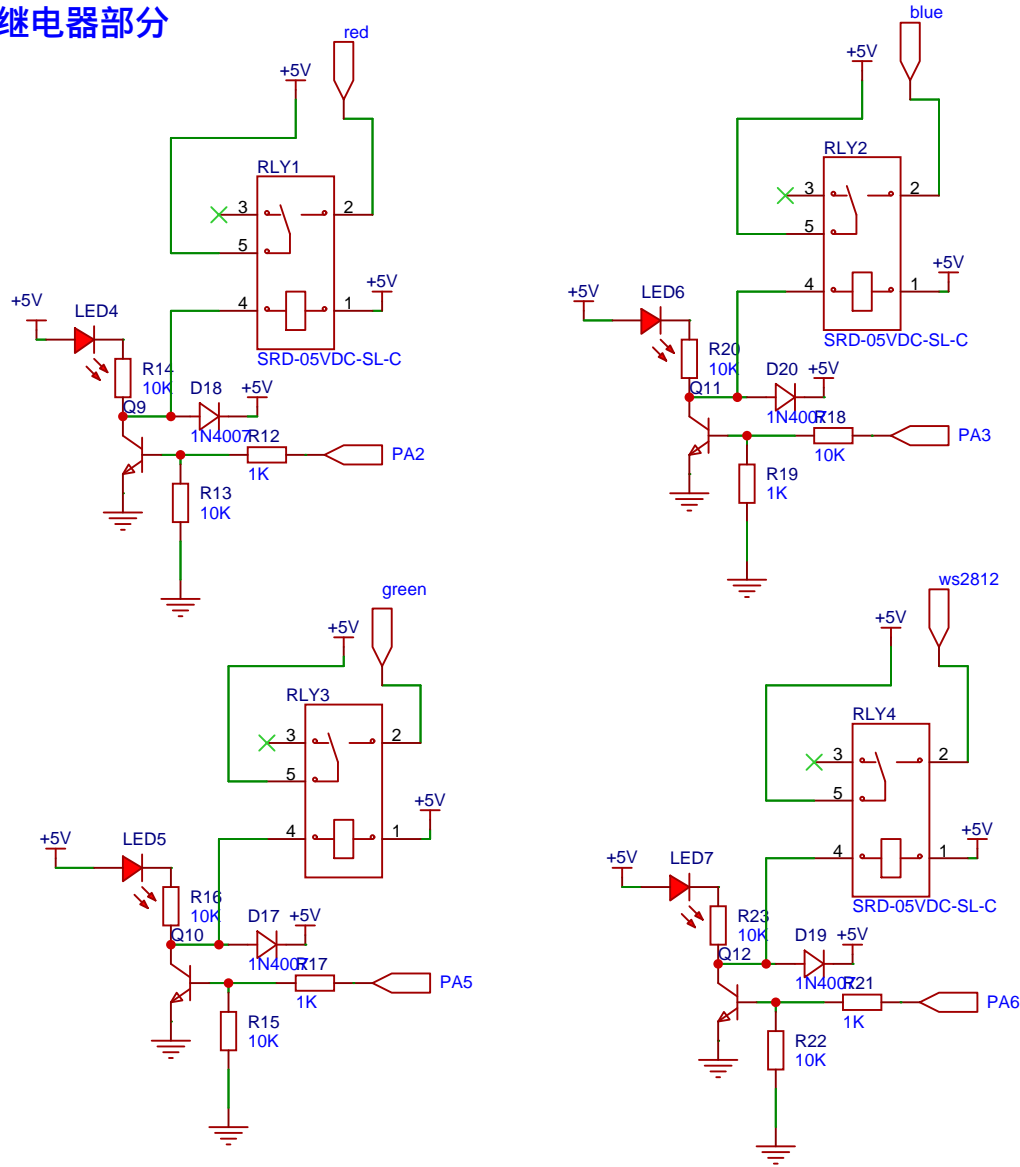 继电器部分
red
+5V
RLY1
3
2
5
4
1
+5V
SRD-05VDC-SL-C
+5V
LED4
R14
10K
D18
+5V
1N4007
Q9
R12
1K
PA2
R13
10K
blue
+5V
RLY2
3
2
5
4
1
+5V
SRD-05VDC-SL-C
+5V
LED6
R20
10K
D20
+5V
1N4007
Q11
R18
10K
PA3
R19
1K
green
+5V
RLY3
3
2
5
4
1
+5V
+5V
LED5
R16
10K
D17
+5V
1N4007
Q10
R17
1K
PA5
R15
10K
ws2812
+5V
RLY4
3
2
5
4
1
+5V
SRD-05VDC-SL-C
+5V
LED7
R23
10K
D19
+5V
1N4007
Q12
R21
1K
PA6
R22
10K